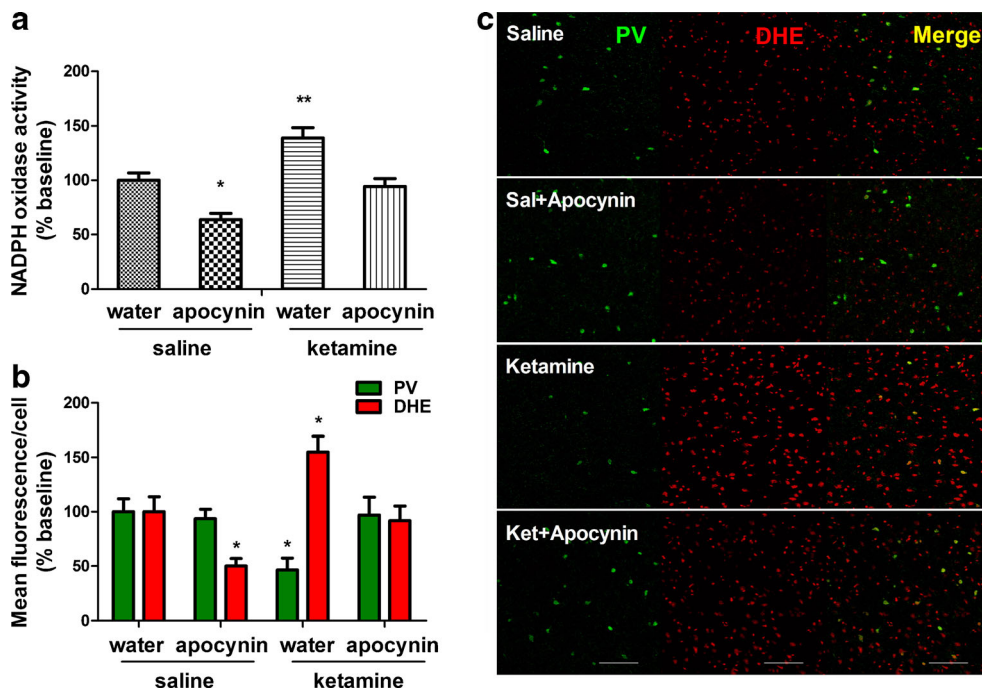 a
NADPH oxidase activity
(% baseline)
200
150
100
50
0
*
**
water apocynin water apocynin
saline ketamine
b
Mean fluorescence/cell
(% baseline)
200
150
100
50
0
PV
DHE
*
*
*
water apocynin water apocynin
saline ketamine
c
Saline PV DHE Merge
Sal+Apocynin
Ketamine
Ket+Apocynin